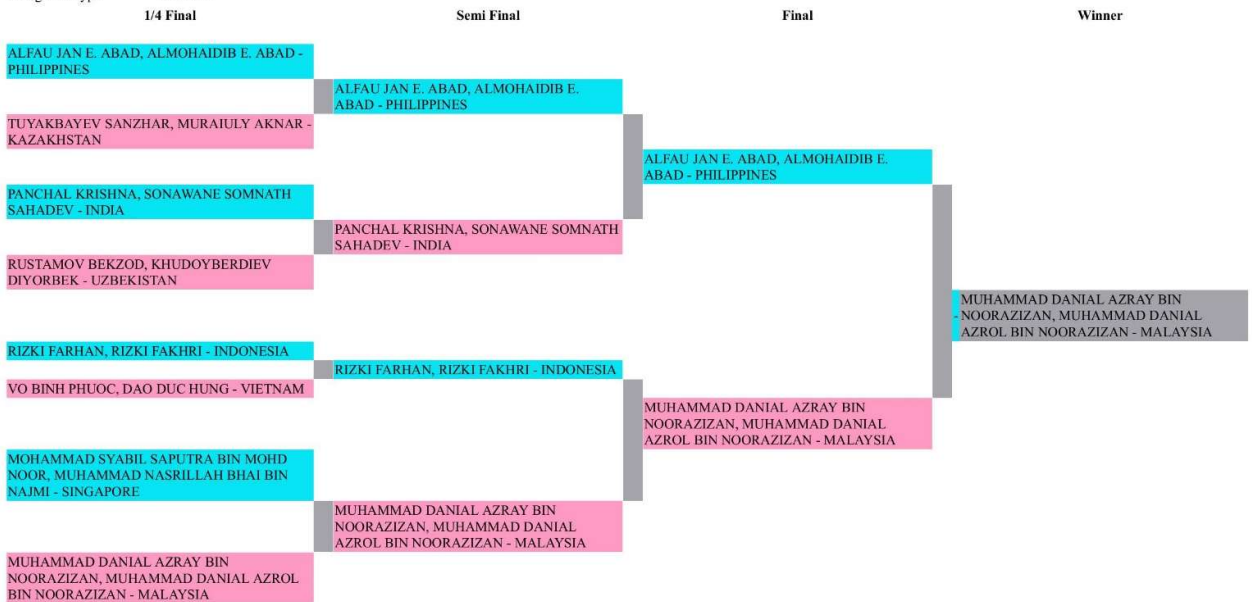 1/4 Final
Semi Final
Final
Winner
ALFAU JAN E. ABAD, ALMOHAIDIB E. ABAD -
PHILIPPINES
TUYAKBAYEV SANZHAR, MURAIULY AKNAR -
KAZAKHSTAN
PANCHAL KRISHNA, SONAWANE SOMNATH
SAHADEV - INDIA
RUSTAMOV BEKZOD, KHUDOYBERDIEV
DIYORBEK - UZBEKISTAN
RIZKI FARHAN, RIZKI FAKHRI - INDONESIA
VO BINH PHUOC, DAO DUC HUNG - VIETNAM
MOHAMMAD SYABIL SAPUTRA BIN MOHD
NOOR, MUHAMMAD NASRILLAH BHAI BIN
NAJMI - SINGAPORE
MUHAMMAD DANIAL AZRAY BIN
NOORAZIZAN, MUHAMMAD DANIAL AZROL
BIN NOORAZIZAN - MALAYSIA
ALFAU JAN E. ABAD, ALMOHAIDIB E.
ABAD - PHILIPPINES
PANCHAL KRISHNA, SONAWANE SOMNATH
SAHADEV - INDIA
RIZKI FARHAN, RIZKI FAKHRI - INDONESIA
MUHAMMAD DANIAL AZRAY BIN
NOORAZIZAN, MUHAMMAD DANIAL
AZROL BIN NOORAZIZAN - MALAYSIA
ALFAU JAN E. ABAD, ALMOHAIDIB E.
ABAD - PHILIPPINES
MUHAMMAD DANIAL AZRAY BIN
NOORAZIZAN, MUHAMMAD DANIAL
AZROL BIN NOORAZIZAN - MALAYSIA
MUHAMMAD DANIAL AZRAY BIN
- NOORAZIZAN, MUHAMMAD DANIAL
AZROL BIN NOORAZIZAN - MALAYSIA